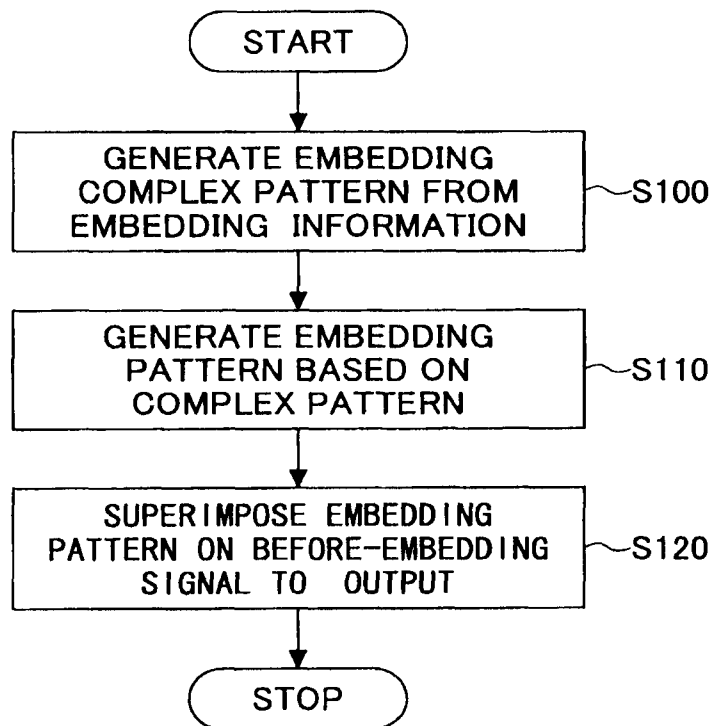 START
GENERATE EMBEDDING
COMPLEX PATTERN FROM
EMBEDDING INFORMATION
S100
GENERATE EMBEDDING
PATTERN BASED ON
COMPLEX PATTERN
S110
SUPERIMPOSE EMBEDDING
PATTERN ON BEFORE-EMBEDDING
SIGNAL TO OUTPUT
S120
STOP